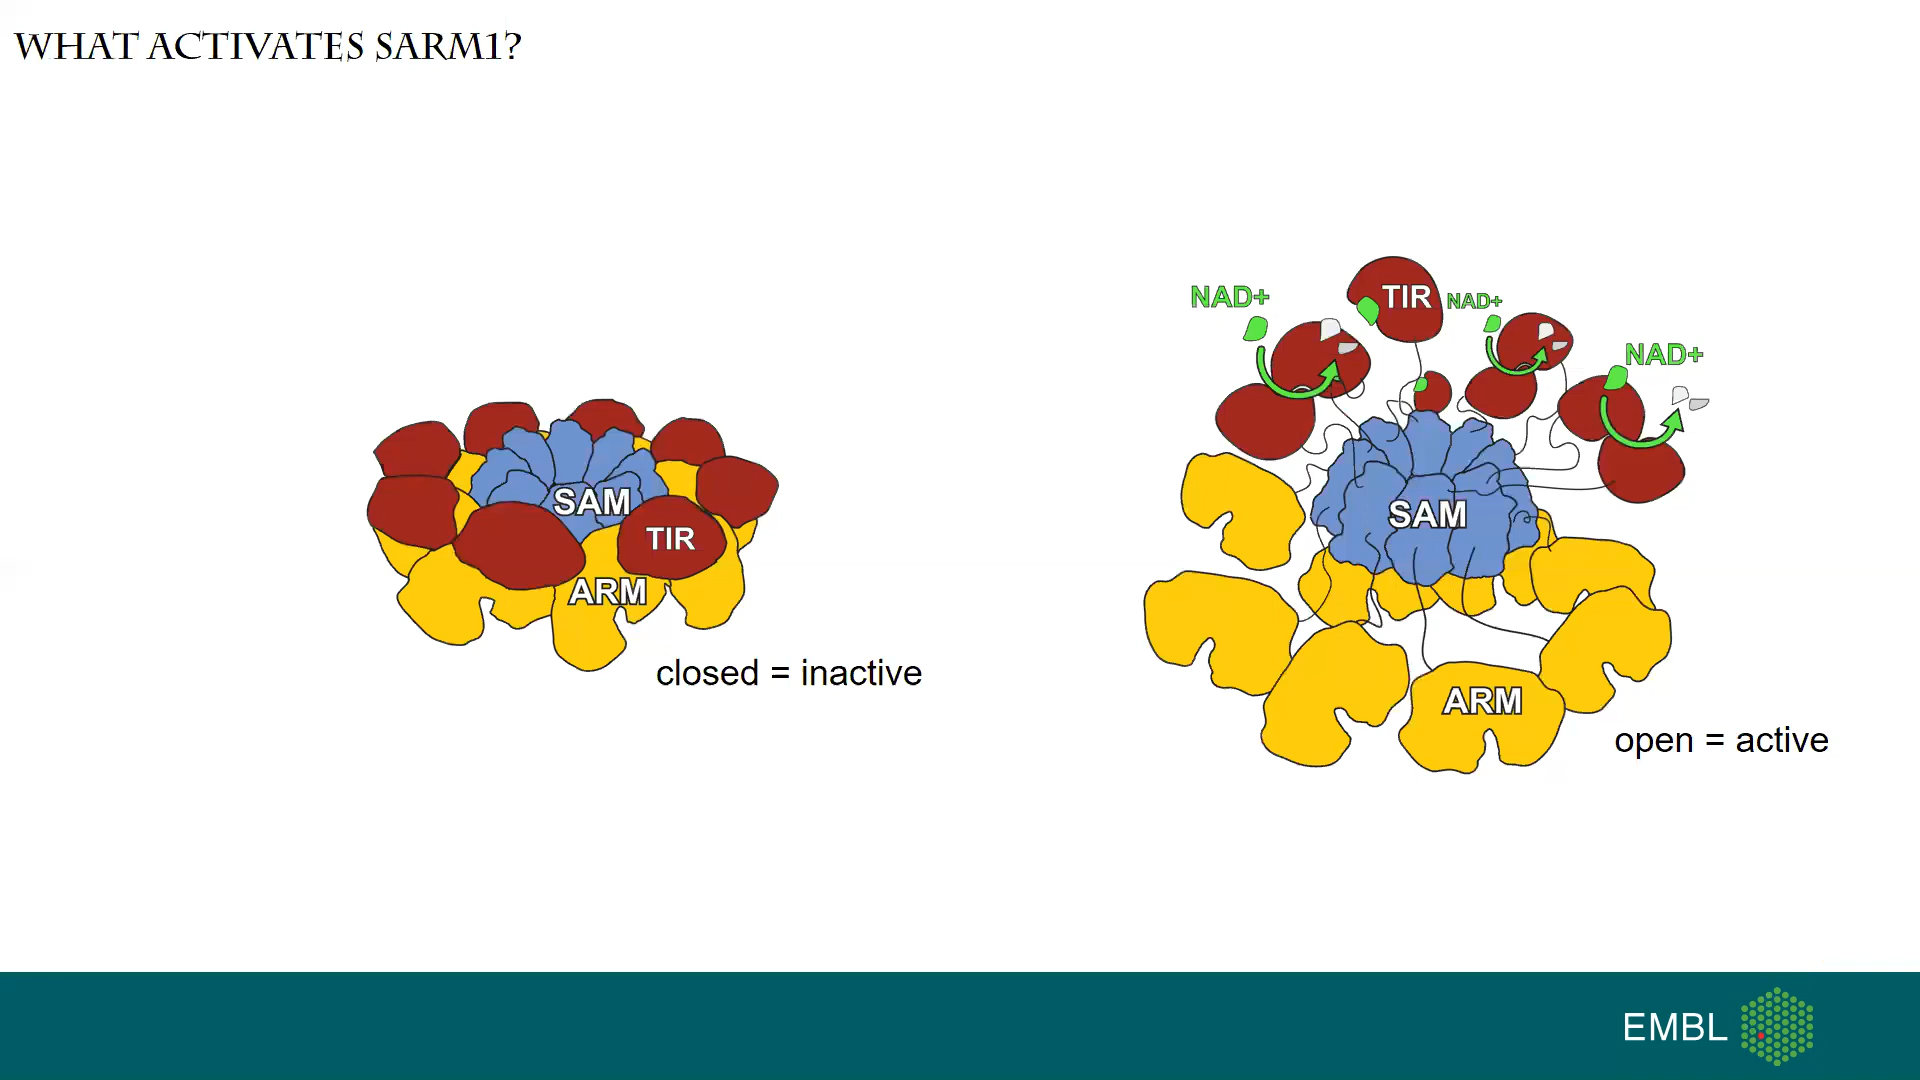 WHAT ACTIVATES SARM1?
SAM
TIR
ARM
closed = inactive
NAD+
TIR
NAD+
NAD+
SAM
ARM
open = active
EMBL